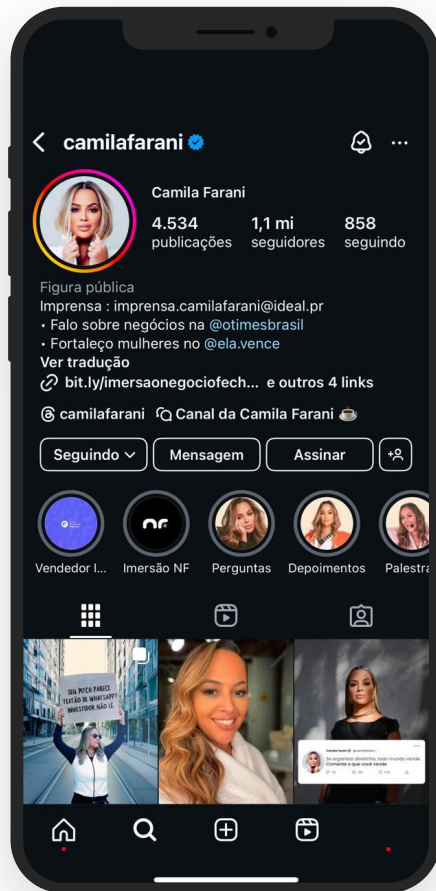 camilafarani
Camila Farani
4.534 1,1 mi 858
publicações seguidores seguindo
Figura pública
Imprensa : imprensa.camilafarani@ideal.pr
• Falo sobre negócios na @otimesbrasil
• Fortaleço mulheres no @ela.vence
Ver tradução
bit.ly/imersaonegociofech... e outros 4 links
camilafarani Canal da Camila Farani ☕
Seguindo Mensagem Assinar
nf
Vendedor I... Imersão NF Perguntas Depoimentos Palestra
SEU PITCH PARECE
TEXTÃO DE WHATSAPP?
INVESTIDOR NÃO LÊ.
Camila Farani
Se organizar direitinho, todo mundo vende.
Comente o que você vende